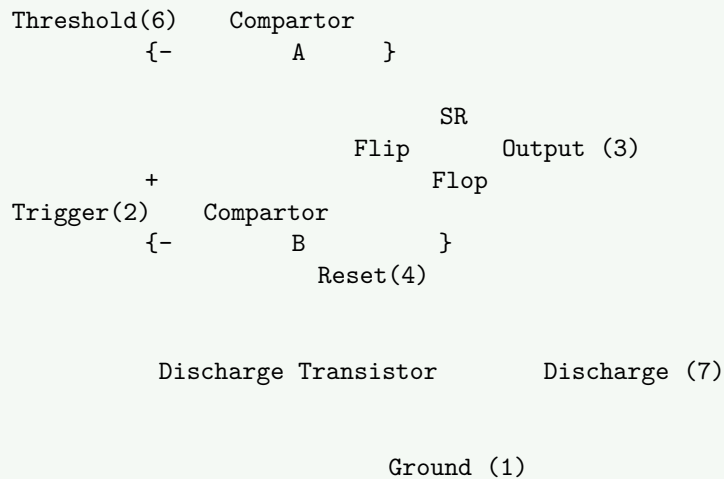 Threshold(6) Compartor
{- A }
SR
Flip Output (3)
+ Flop
Trigger(2) Compartor
{- B }
Reset(4)
Discharge Transistor Discharge (7)
Ground (1)